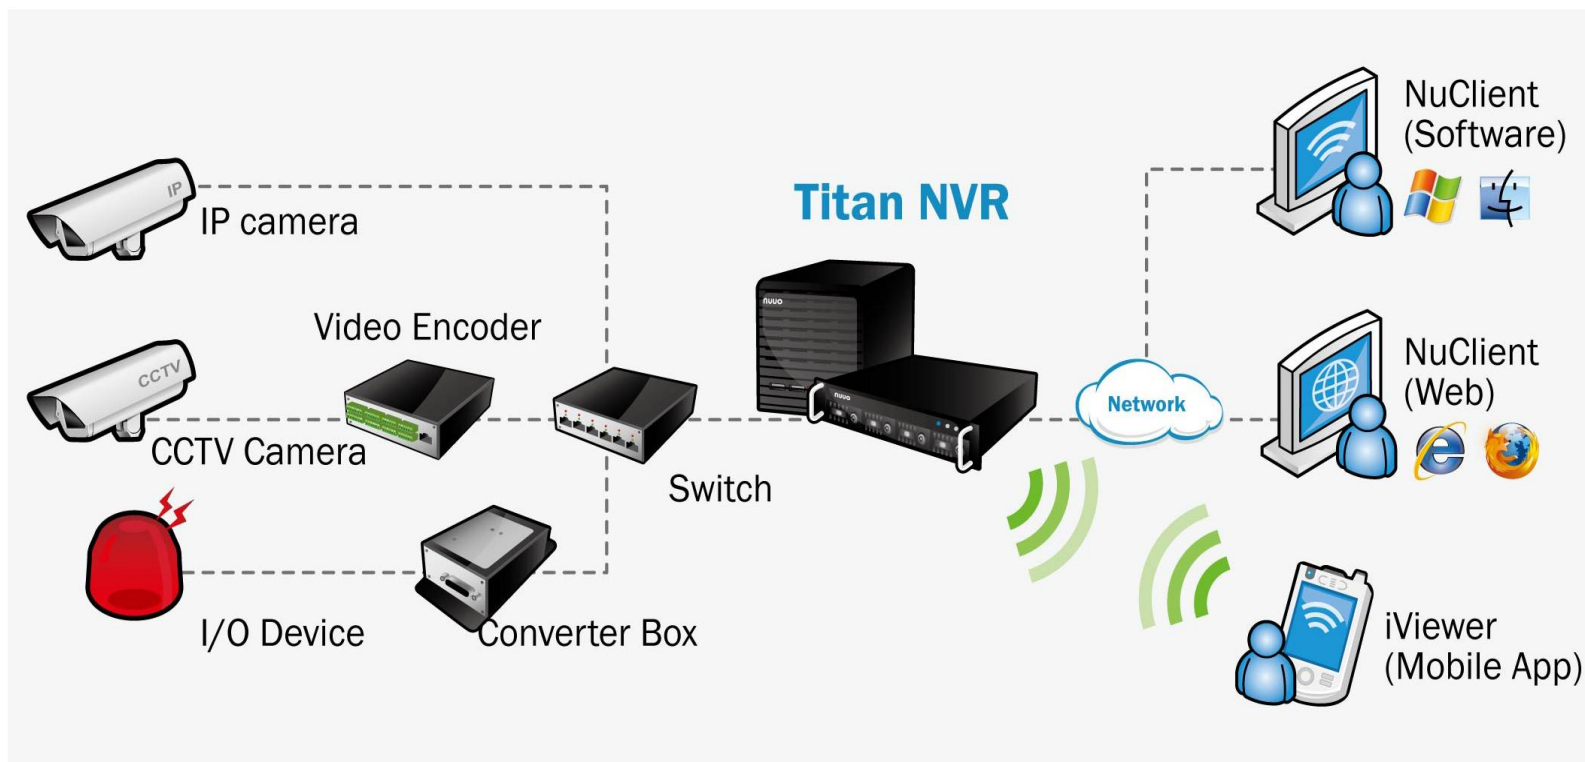 IP
IP camera
Video Encoder
CCTV
CCTV Camera
I/O Device
Converter Box
Switch
Titan NVR
nuuo
nuuo
Network
NuClient
(Software)
NuClient
(Web)
iViewer
(Mobile App)